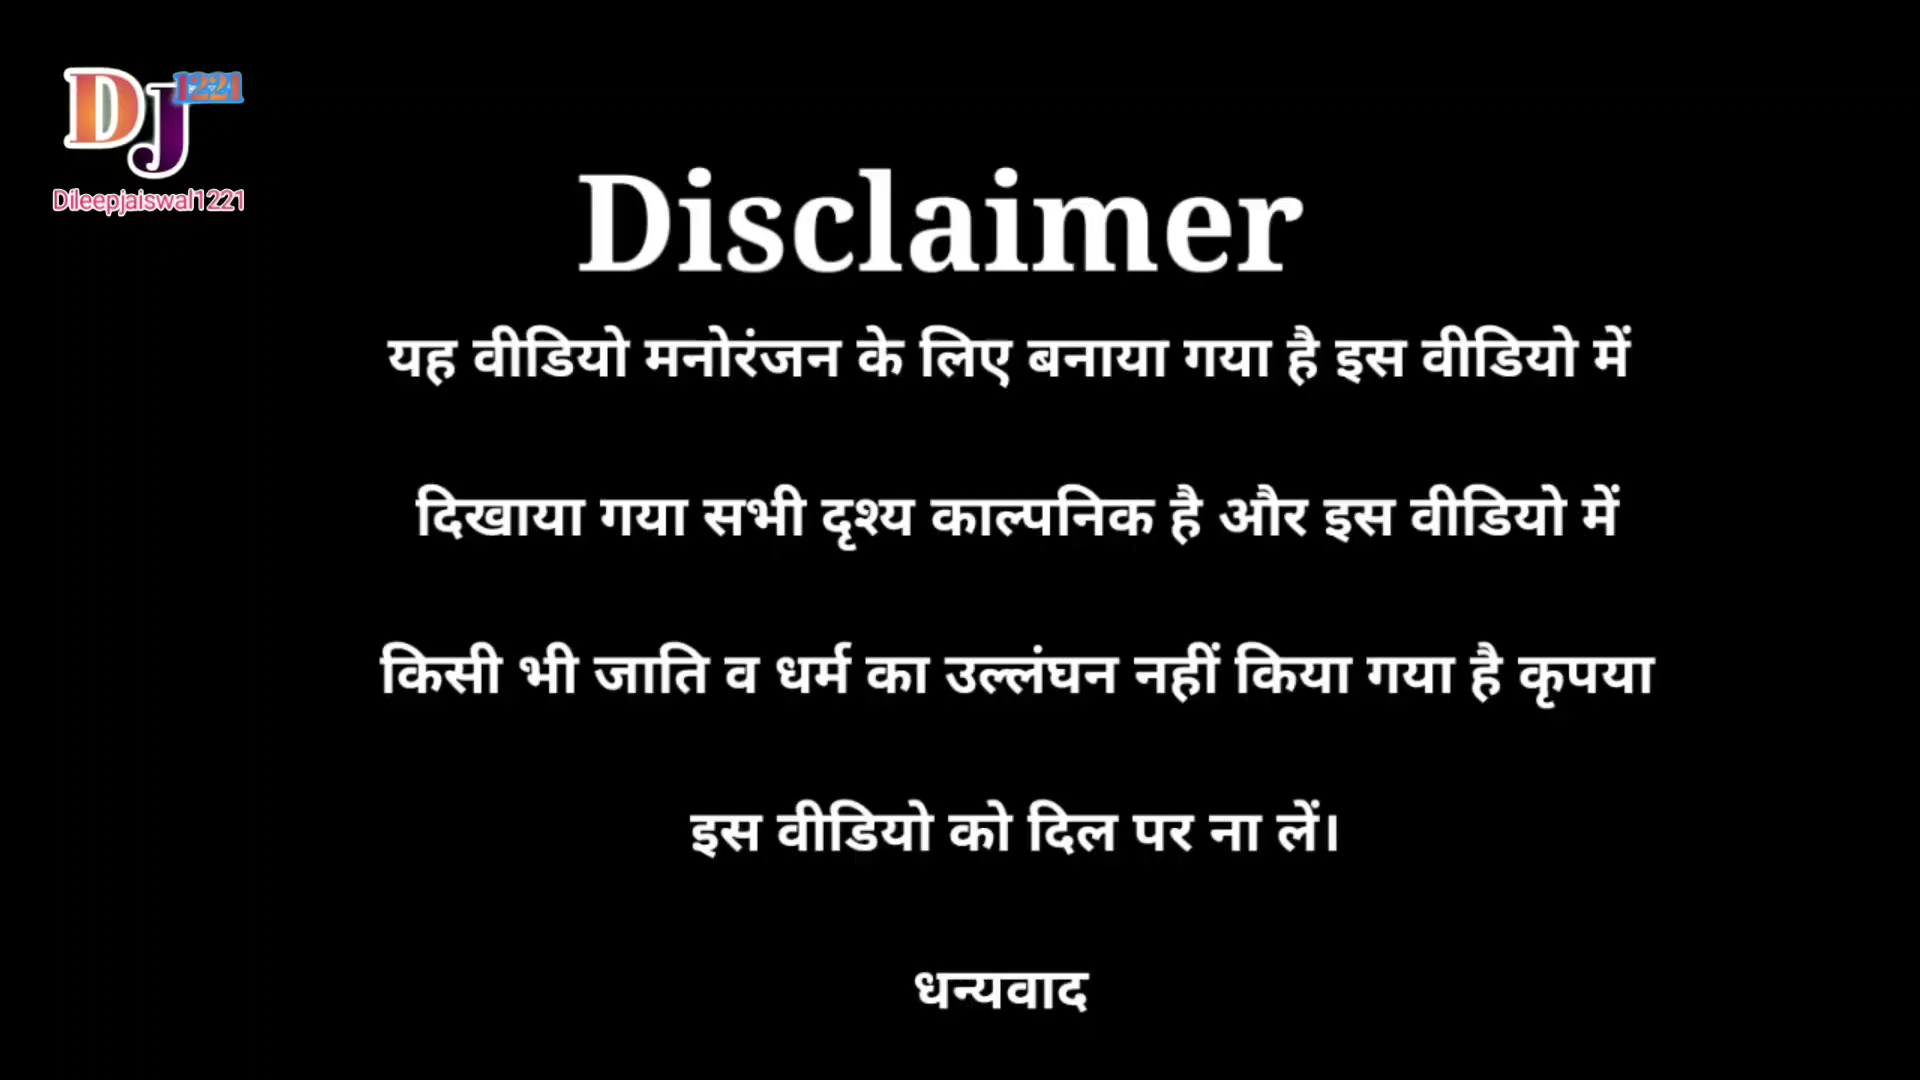 DJ 1221
Dileepjaiswal1221
Disclaimer
यह वीडियो मनोरंजन के लिए बनाया गया है इस वीडियो में
दिखाया गया सभी दृश्य काल्पनिक है और इस वीडियो में
किसी भी जाति व धर्म का उल्लंघन नहीं किया गया है कृपया
इस वीडियो को दिल पर ना लें।
धन्यवाद